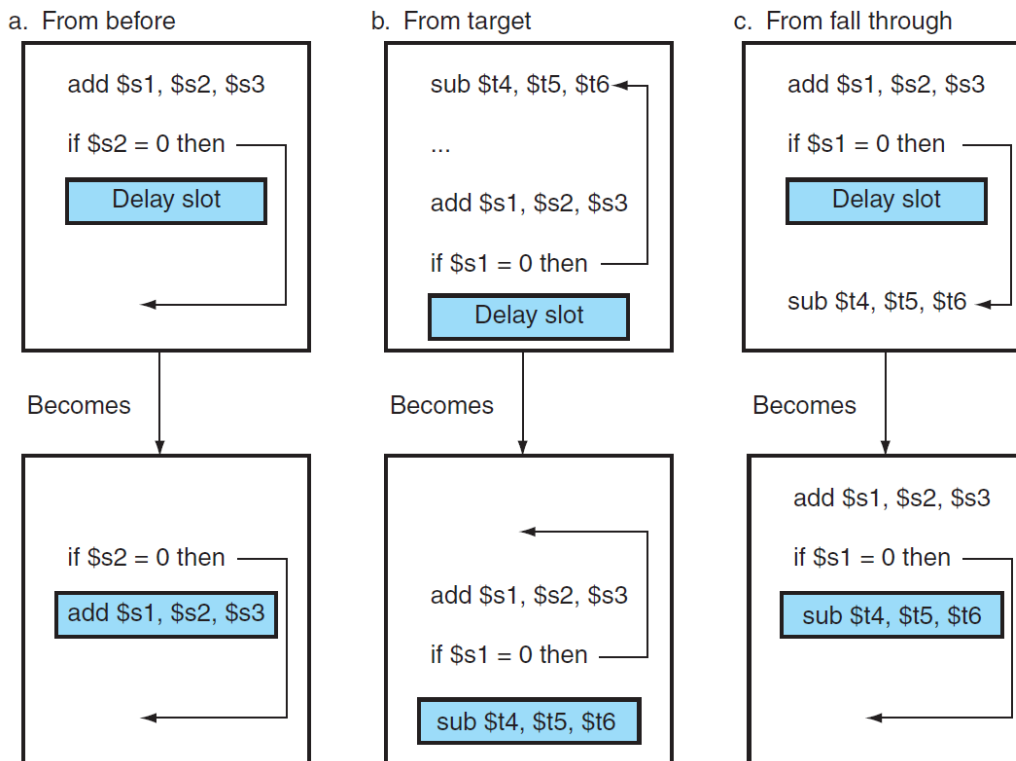 a. From before
add $s1, $s2, $s3
if $s2 = 0 then
Delay slot
Becomes
if $s2 = 0 then
add $s1, $s2, $s3
b. From target
sub $t4, $t5, $t6
...
add $s1, $s2, $s3
if $s1 = 0 then
Delay slot
Becomes
add $s1, $s2, $s3
if $s1 = 0 then
sub $t4, $t5, $t6
c. From fall through
add $s1, $s2, $s3
if $s1 = 0 then
Delay slot
sub $t4, $t5, $t6
Becomes
add $s1, $s2, $s3
if $s1 = 0 then
sub $t4, $t5, $t6